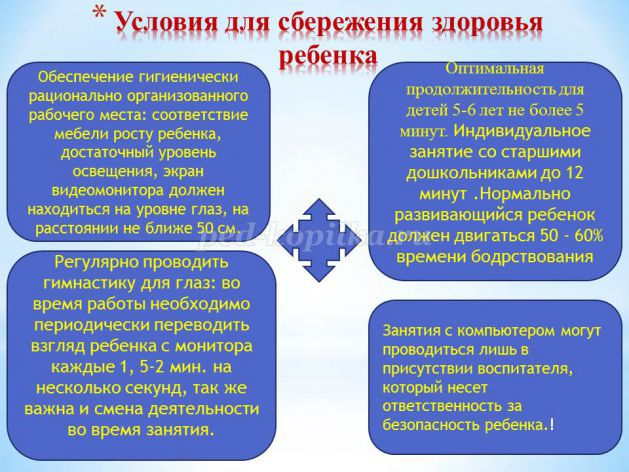 * Условия для сбережения здоровья
ребенка
Обеспечение гигиенически
рационально организованного
рабочего места: соответствие
мебели росту ребенка,
достаточный уровень
освещения, экран
видеомонитора должен
находиться на уровне глаз, на
расстоянии не ближе 50 см.
Оптимальная
продолжительность для
детей 5-6 лет не более 5
минут. Индивидуальное
занятие со старшими
дошкольниками до 12
минут .Нормально
развивающийся ребенок
должен двигаться 50 - 60%
времени бодрствования
ped-kopilka.ru
Регулярно проводить
гимнастику для глаз: во
время работы необходимо
периодически переводить
взгляд ребенка с монитора
каждые 1, 5-2 мин. на
несколько секунд, так же
важна и смена деятельности
во время занятия.
Занятия с компьютером могут
проводиться лишь в
присутствии воспитателя,
который несет
ответственность за
безопасность ребенка.!